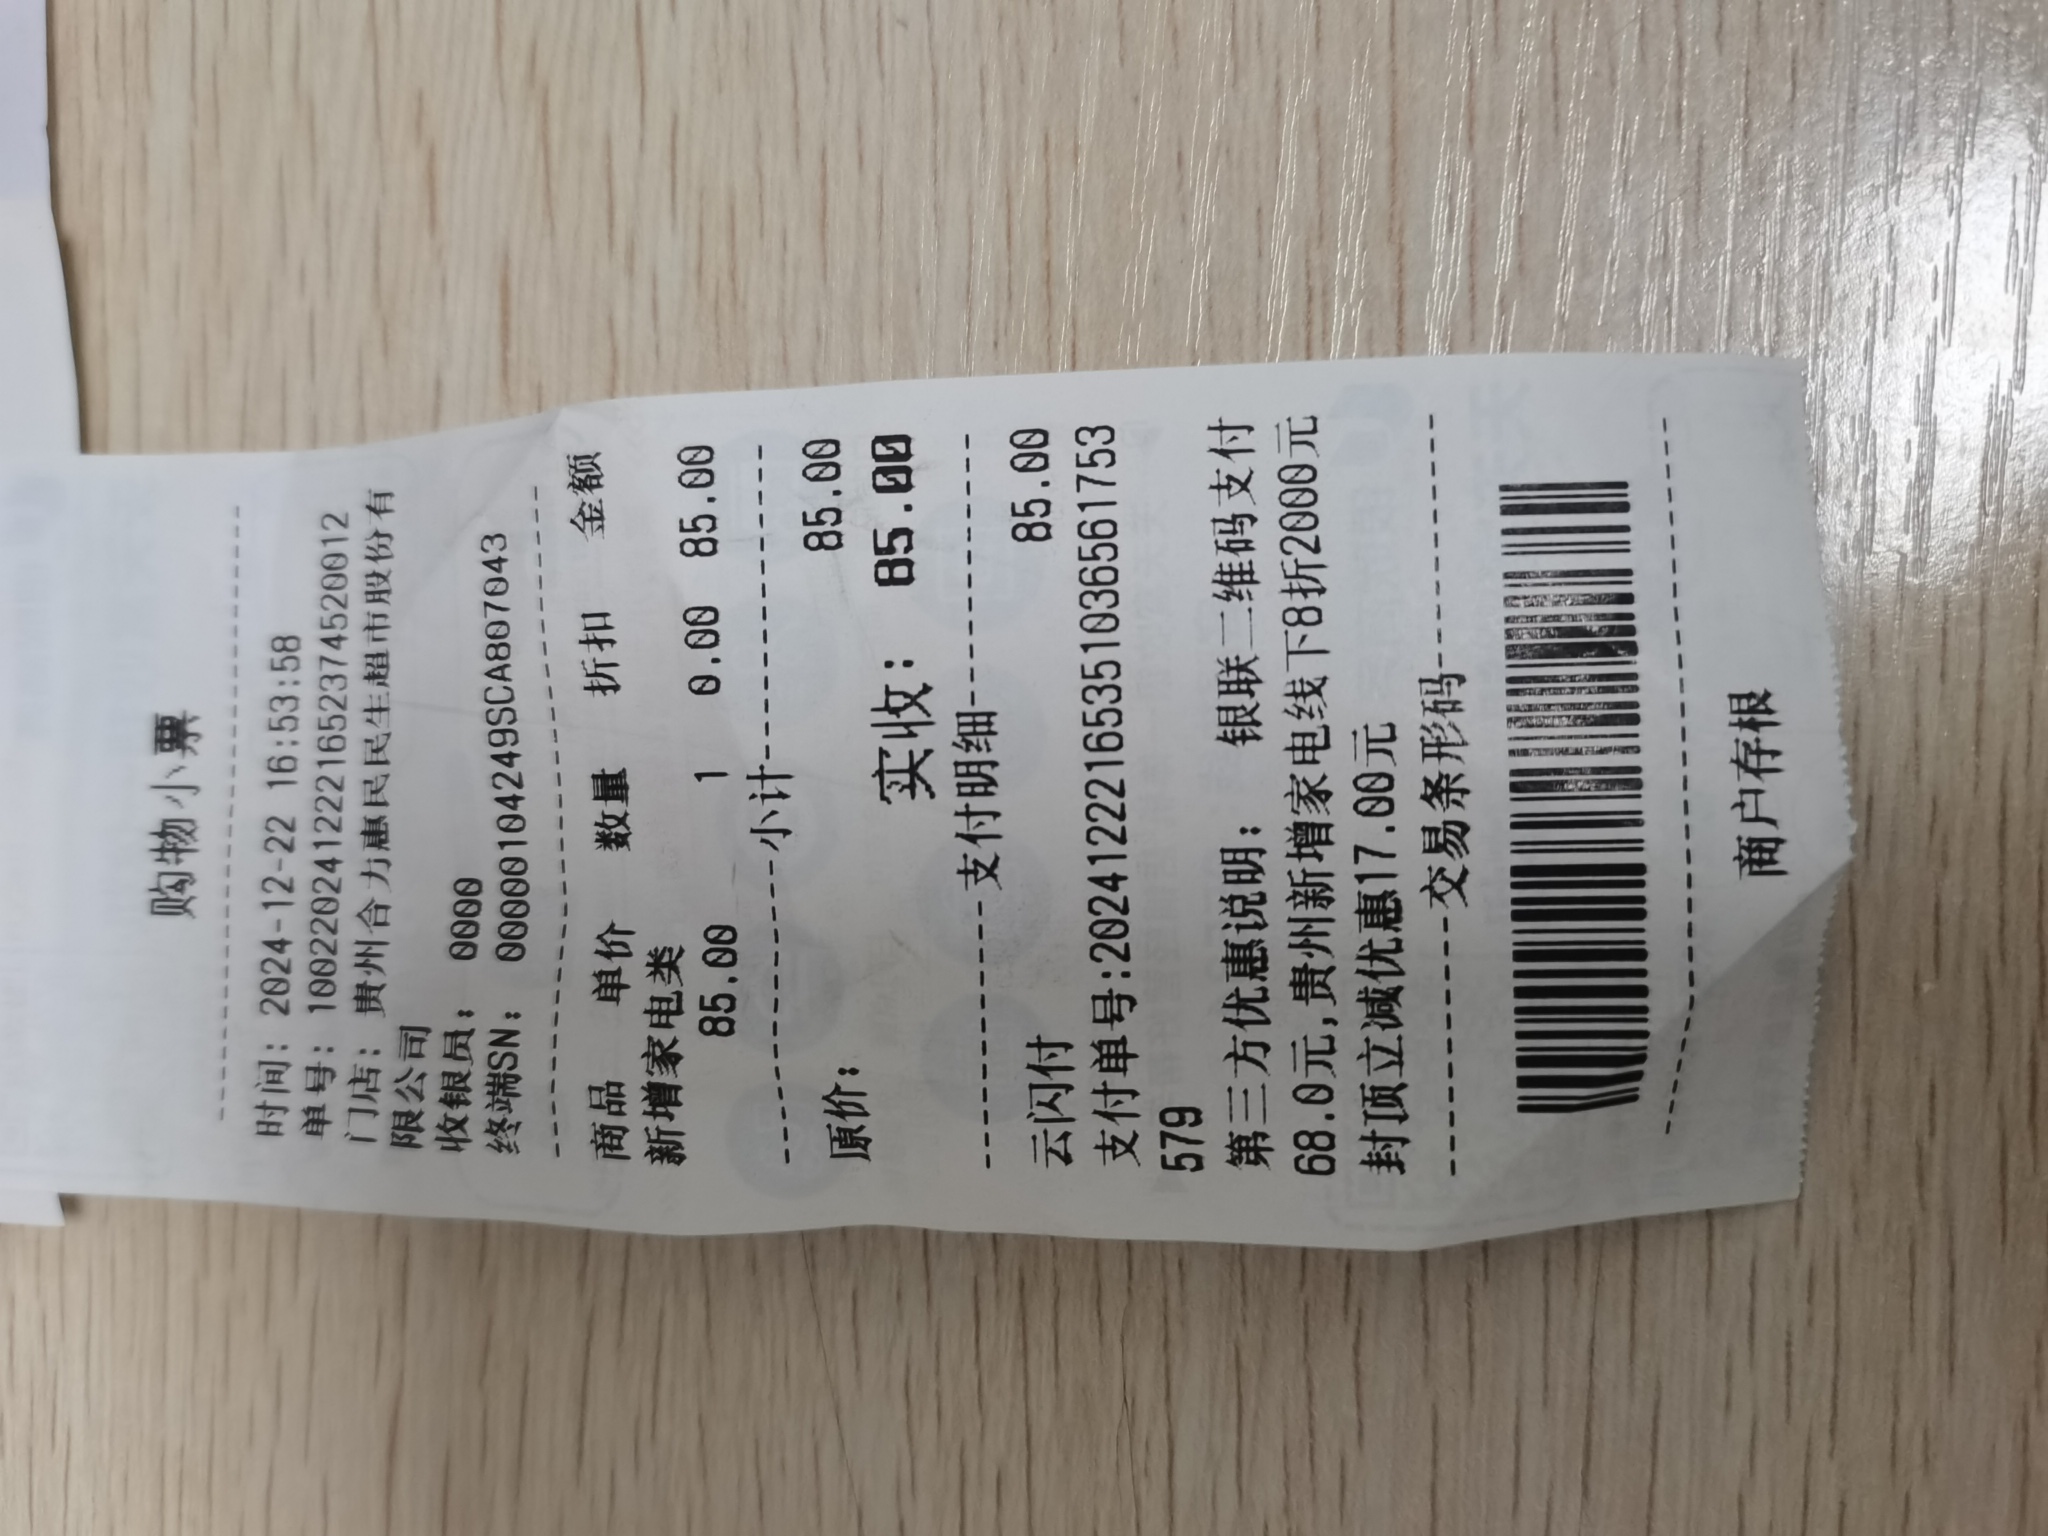 购物小票
时间：2024-12-22 16:53:58
单号：1002202412221652374520012
门店：贵州合力惠民民生超市股份有
限公司
收银员：0000
终端SN：00000104249SCA807043
商品 单价 数量 折扣 金额
新增家电类
85.00 1 0.00 85.00
小计
原价： 85.00
实收：85.00
支付明细
云闪付 85.00
支付单号:20241222165351036561753
579
第三方优惠说明： 银联二维码支付
68.0元,贵州新增家电线下8折2000元
封顶立减优惠17.00元
交易条形码
商户存根